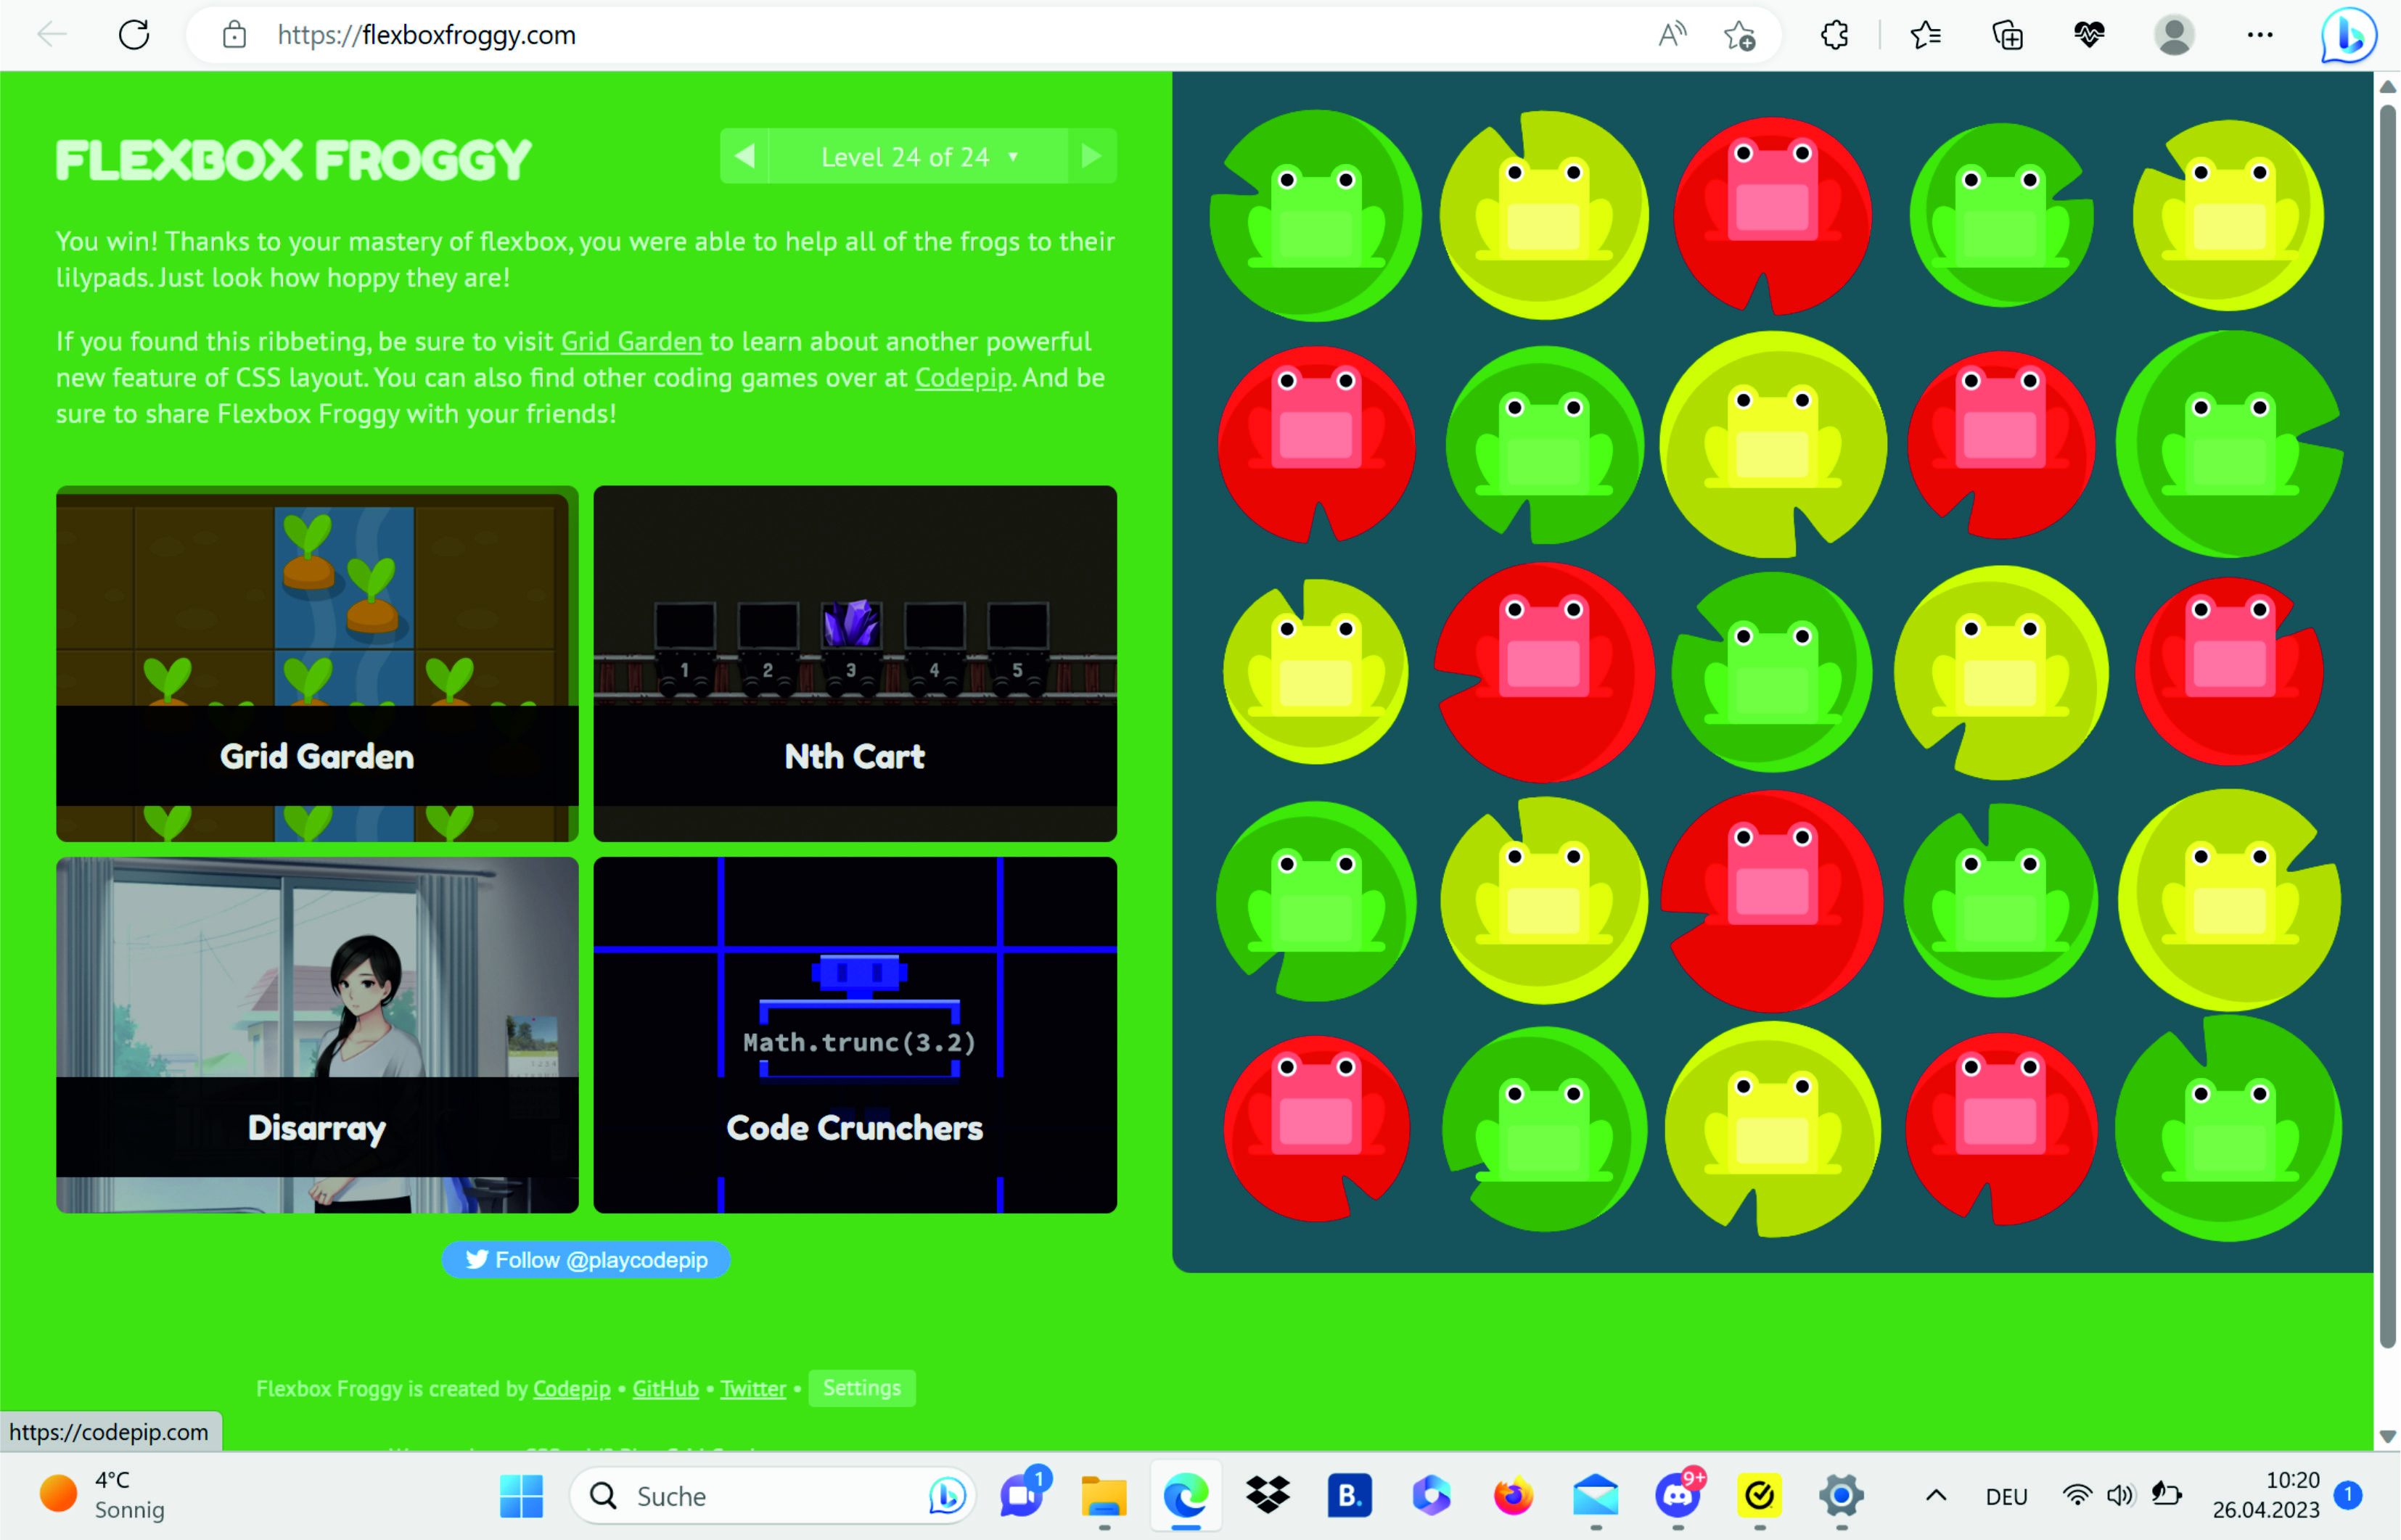 https://flexboxfroggy.com
FLEXBOX FROGGY
Level 24 of 24
You win! Thanks to your mastery of flexbox, you were able to help all of the frogs to their
lilypads. Just look how hoppy they are!
If you found this ribbeting, be sure to visit Grid Garden to learn about another powerful
new feature of CSS layout. You can also find other coding games over at Codepip. And be
sure to share Flexbox Froggy with your friends!
1 2 3 4 5
Grid Garden
Nth Cart
Math.trunc(3.2)
Disarray
Code Crunchers
Follow @playcodepip
Flexbox Froggy is created by Codepip • GitHub • Twitter • Settings
https://codepip.com
4°C
Sonnig
Suche
1
B.
9+
DEU
10:20
26.04.2023
1